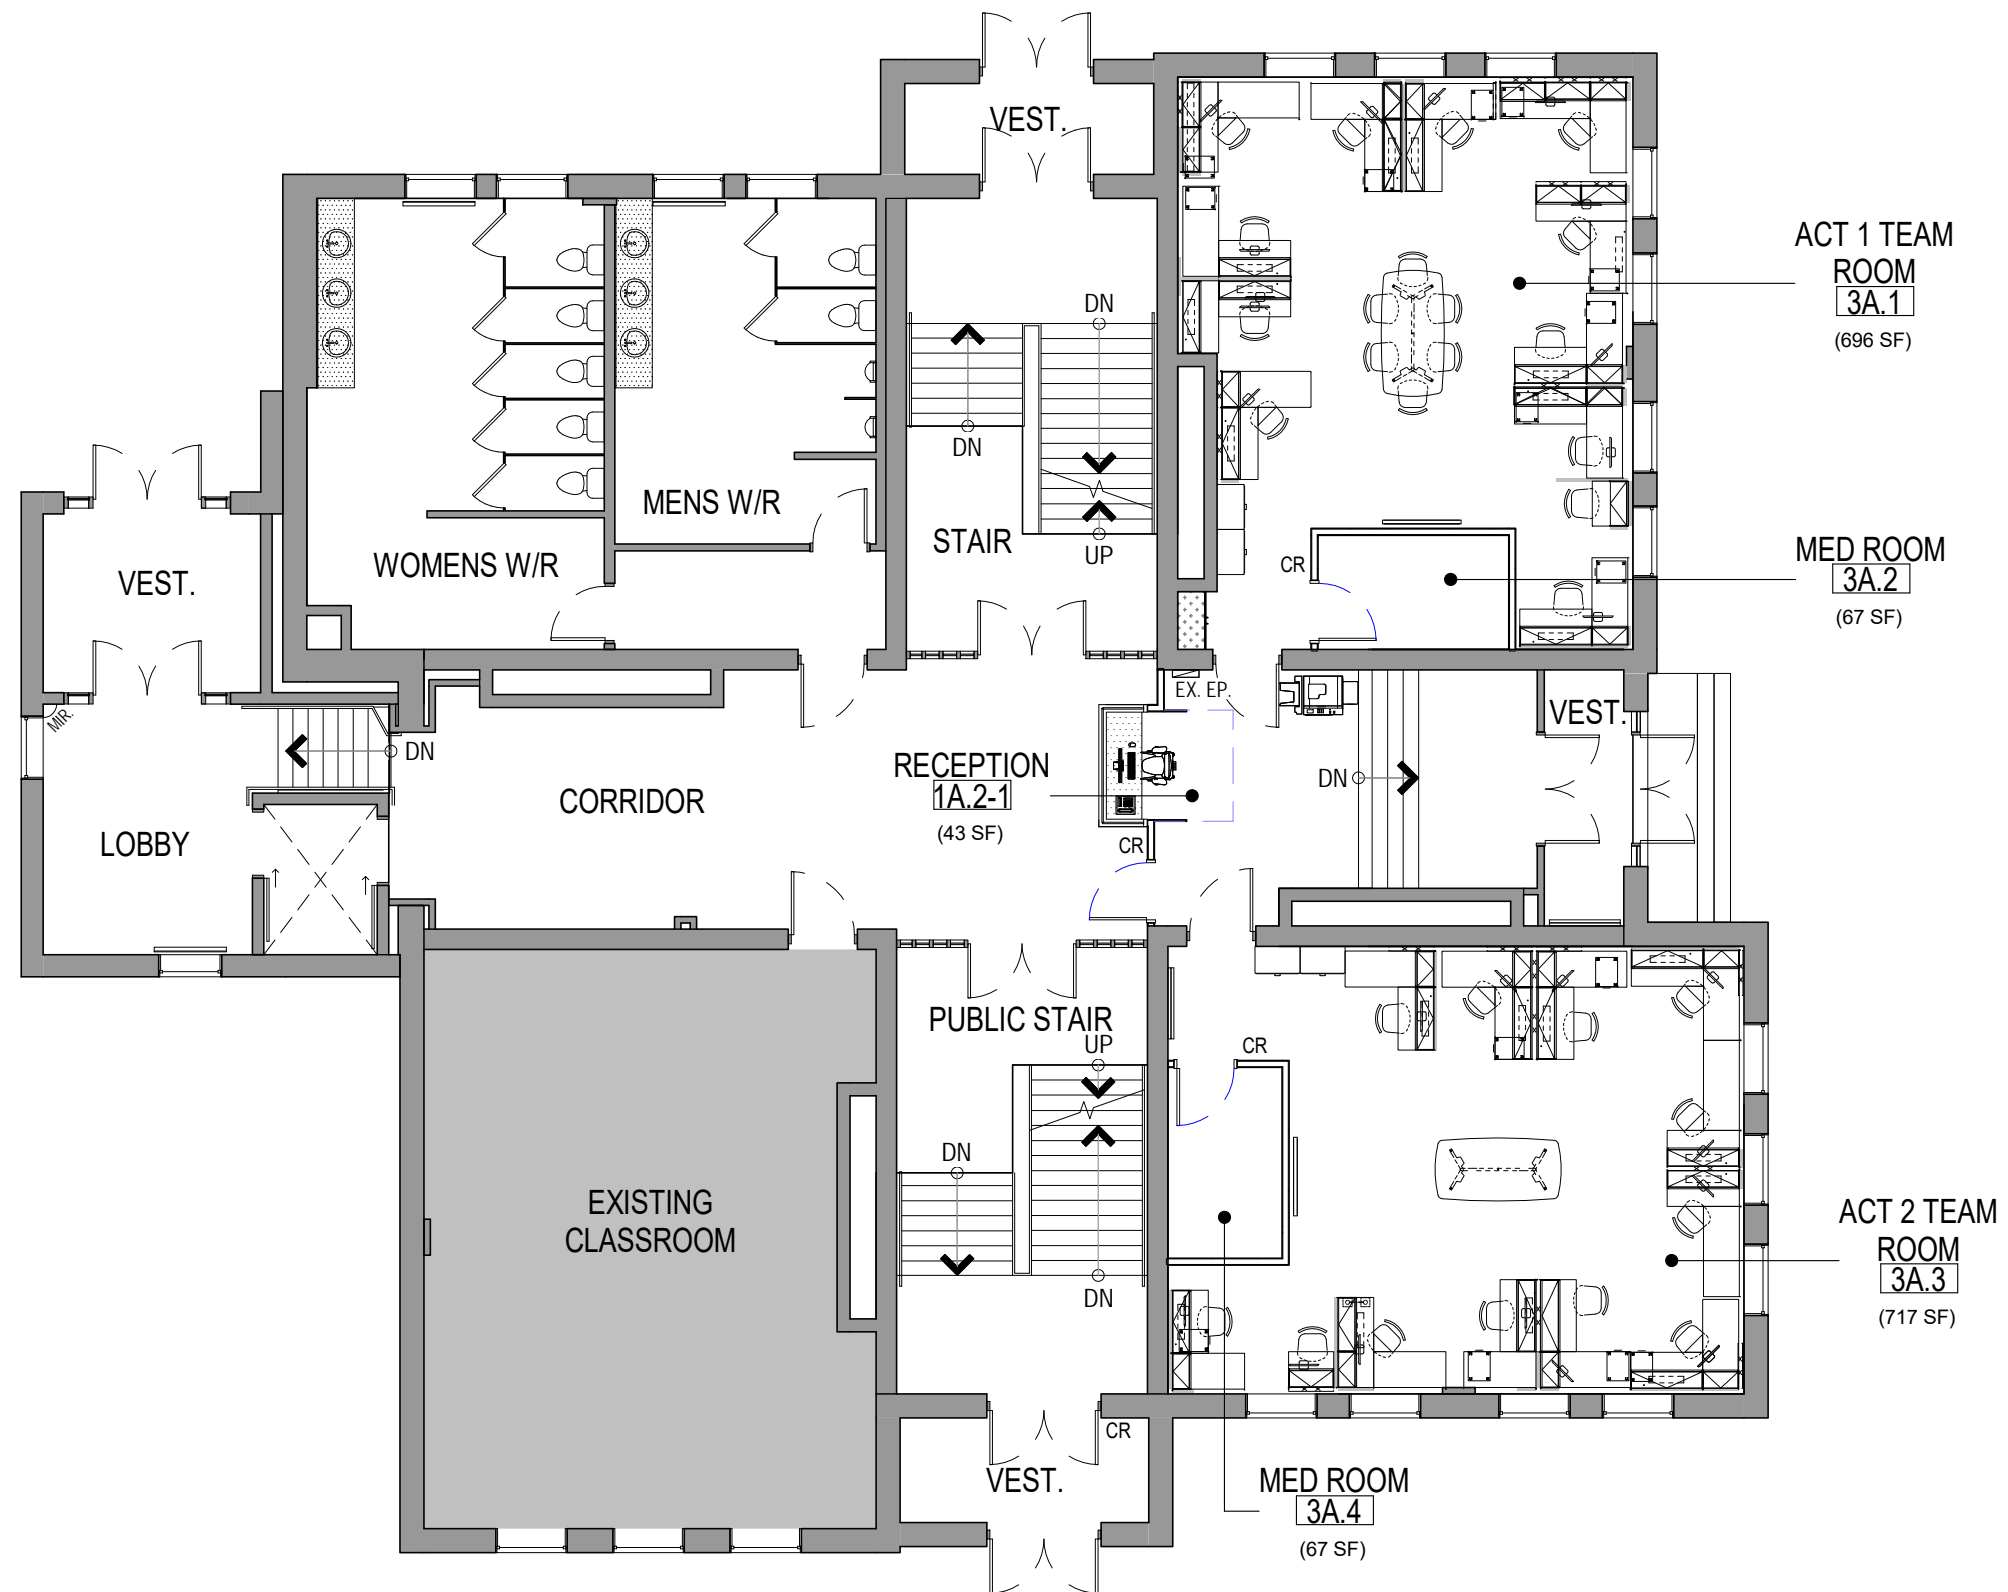 VEST.
ACT 1 TEAM
ROOM
3A.1
(696 SF)
DN
DN
MENS W/R
STAIR
UP
WOMENS W/R
VEST.
CR
MED ROOM
3A.2
(67 SF)
MIR.
DN
EX. EP.
VEST.
RECEPTION
1A.2-1
(43 SF)
DN
CORRIDOR
LOBBY
CR
PUBLIC STAIR
UP
CR
DN
EXISTING
CLASSROOM
DN
ACT 2 TEAM
ROOM
3A.3
(717 SF)
CR
VEST.
MED ROOM
3A.4
(67 SF)